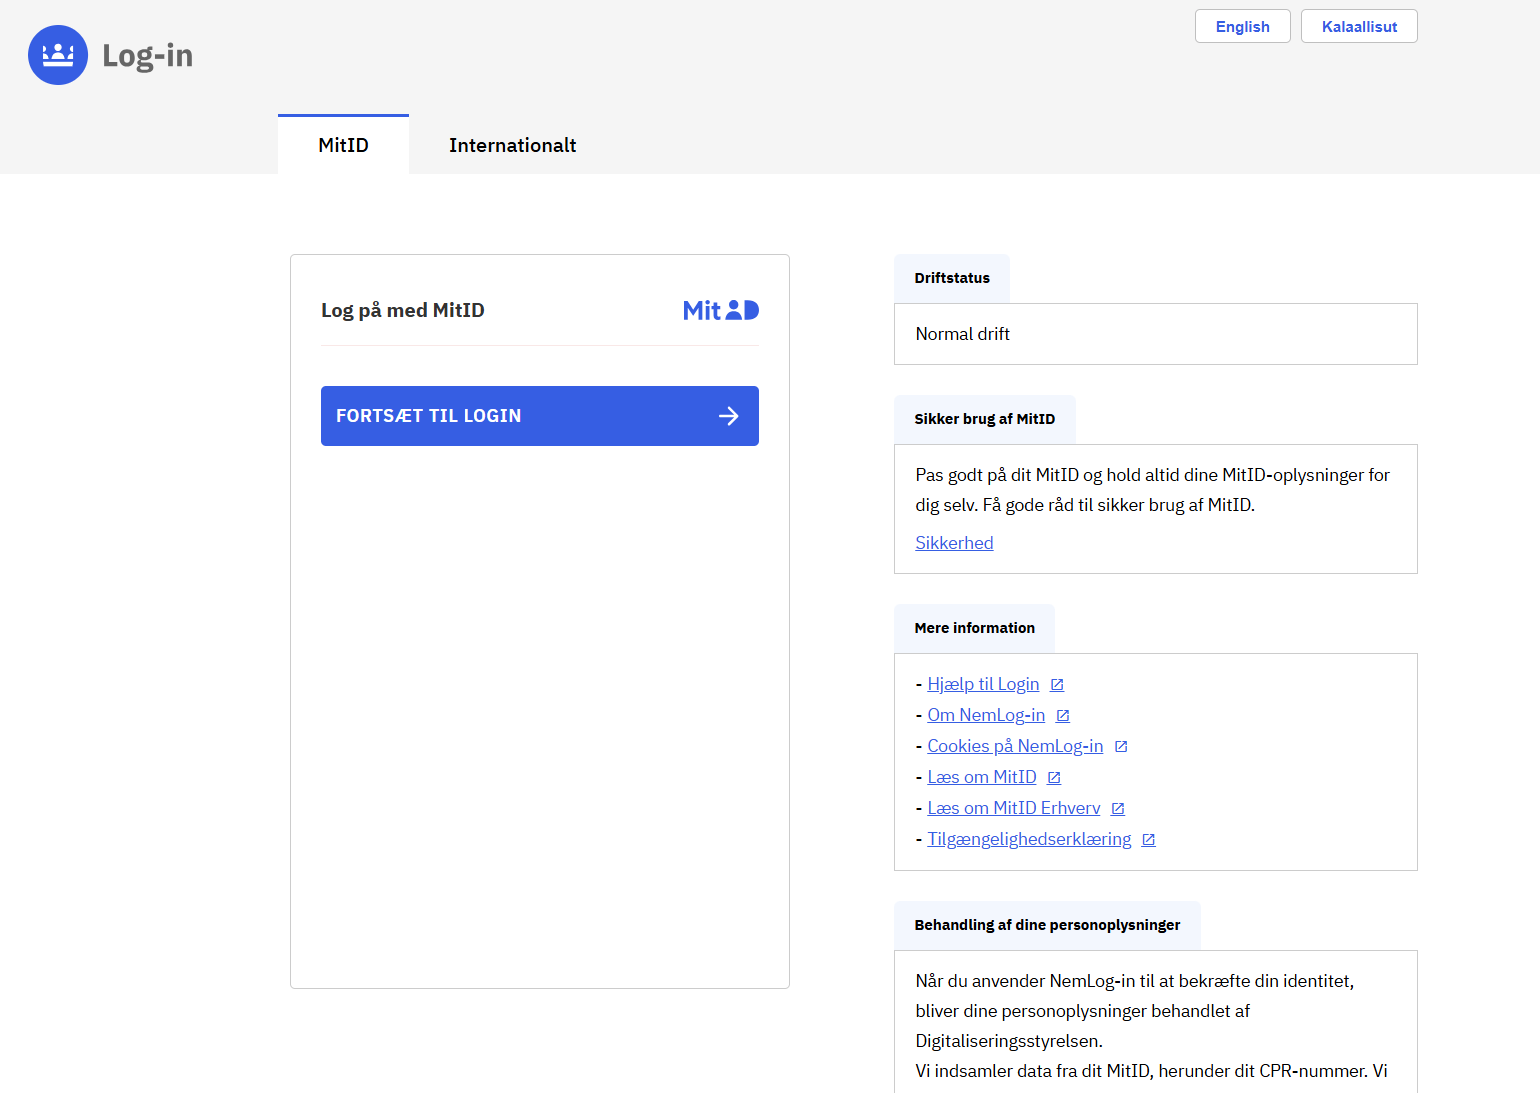 Log-in
English
Kalaallisut
MitID
Internationalt
Log på med MitID
Mit D
FORTSÆT TIL LOGIN
Driftstatus
Normal drift
Sikker brug af MitID
Pas godt på dit MitID og hold altid dine MitID-oplysninger for
dig selv. Få gode råd til sikker brug af MitID.
Sikkerhed
Mere information
- Hjælp til Login
- Om NemLog-in
- Cookies på NemLog-in
- Læs om MitID
- Læs om MitID Erhverv
- Tilgængelighedserklæring
Behandling af dine personoplysninger
Når du anvender NemLog-in til at bekræfte din identitet,
bliver dine personoplysninger behandlet af
Digitaliseringsstyrelsen.
Vi indsamler data fra dit MitID, herunder dit CPR-nummer. Vi